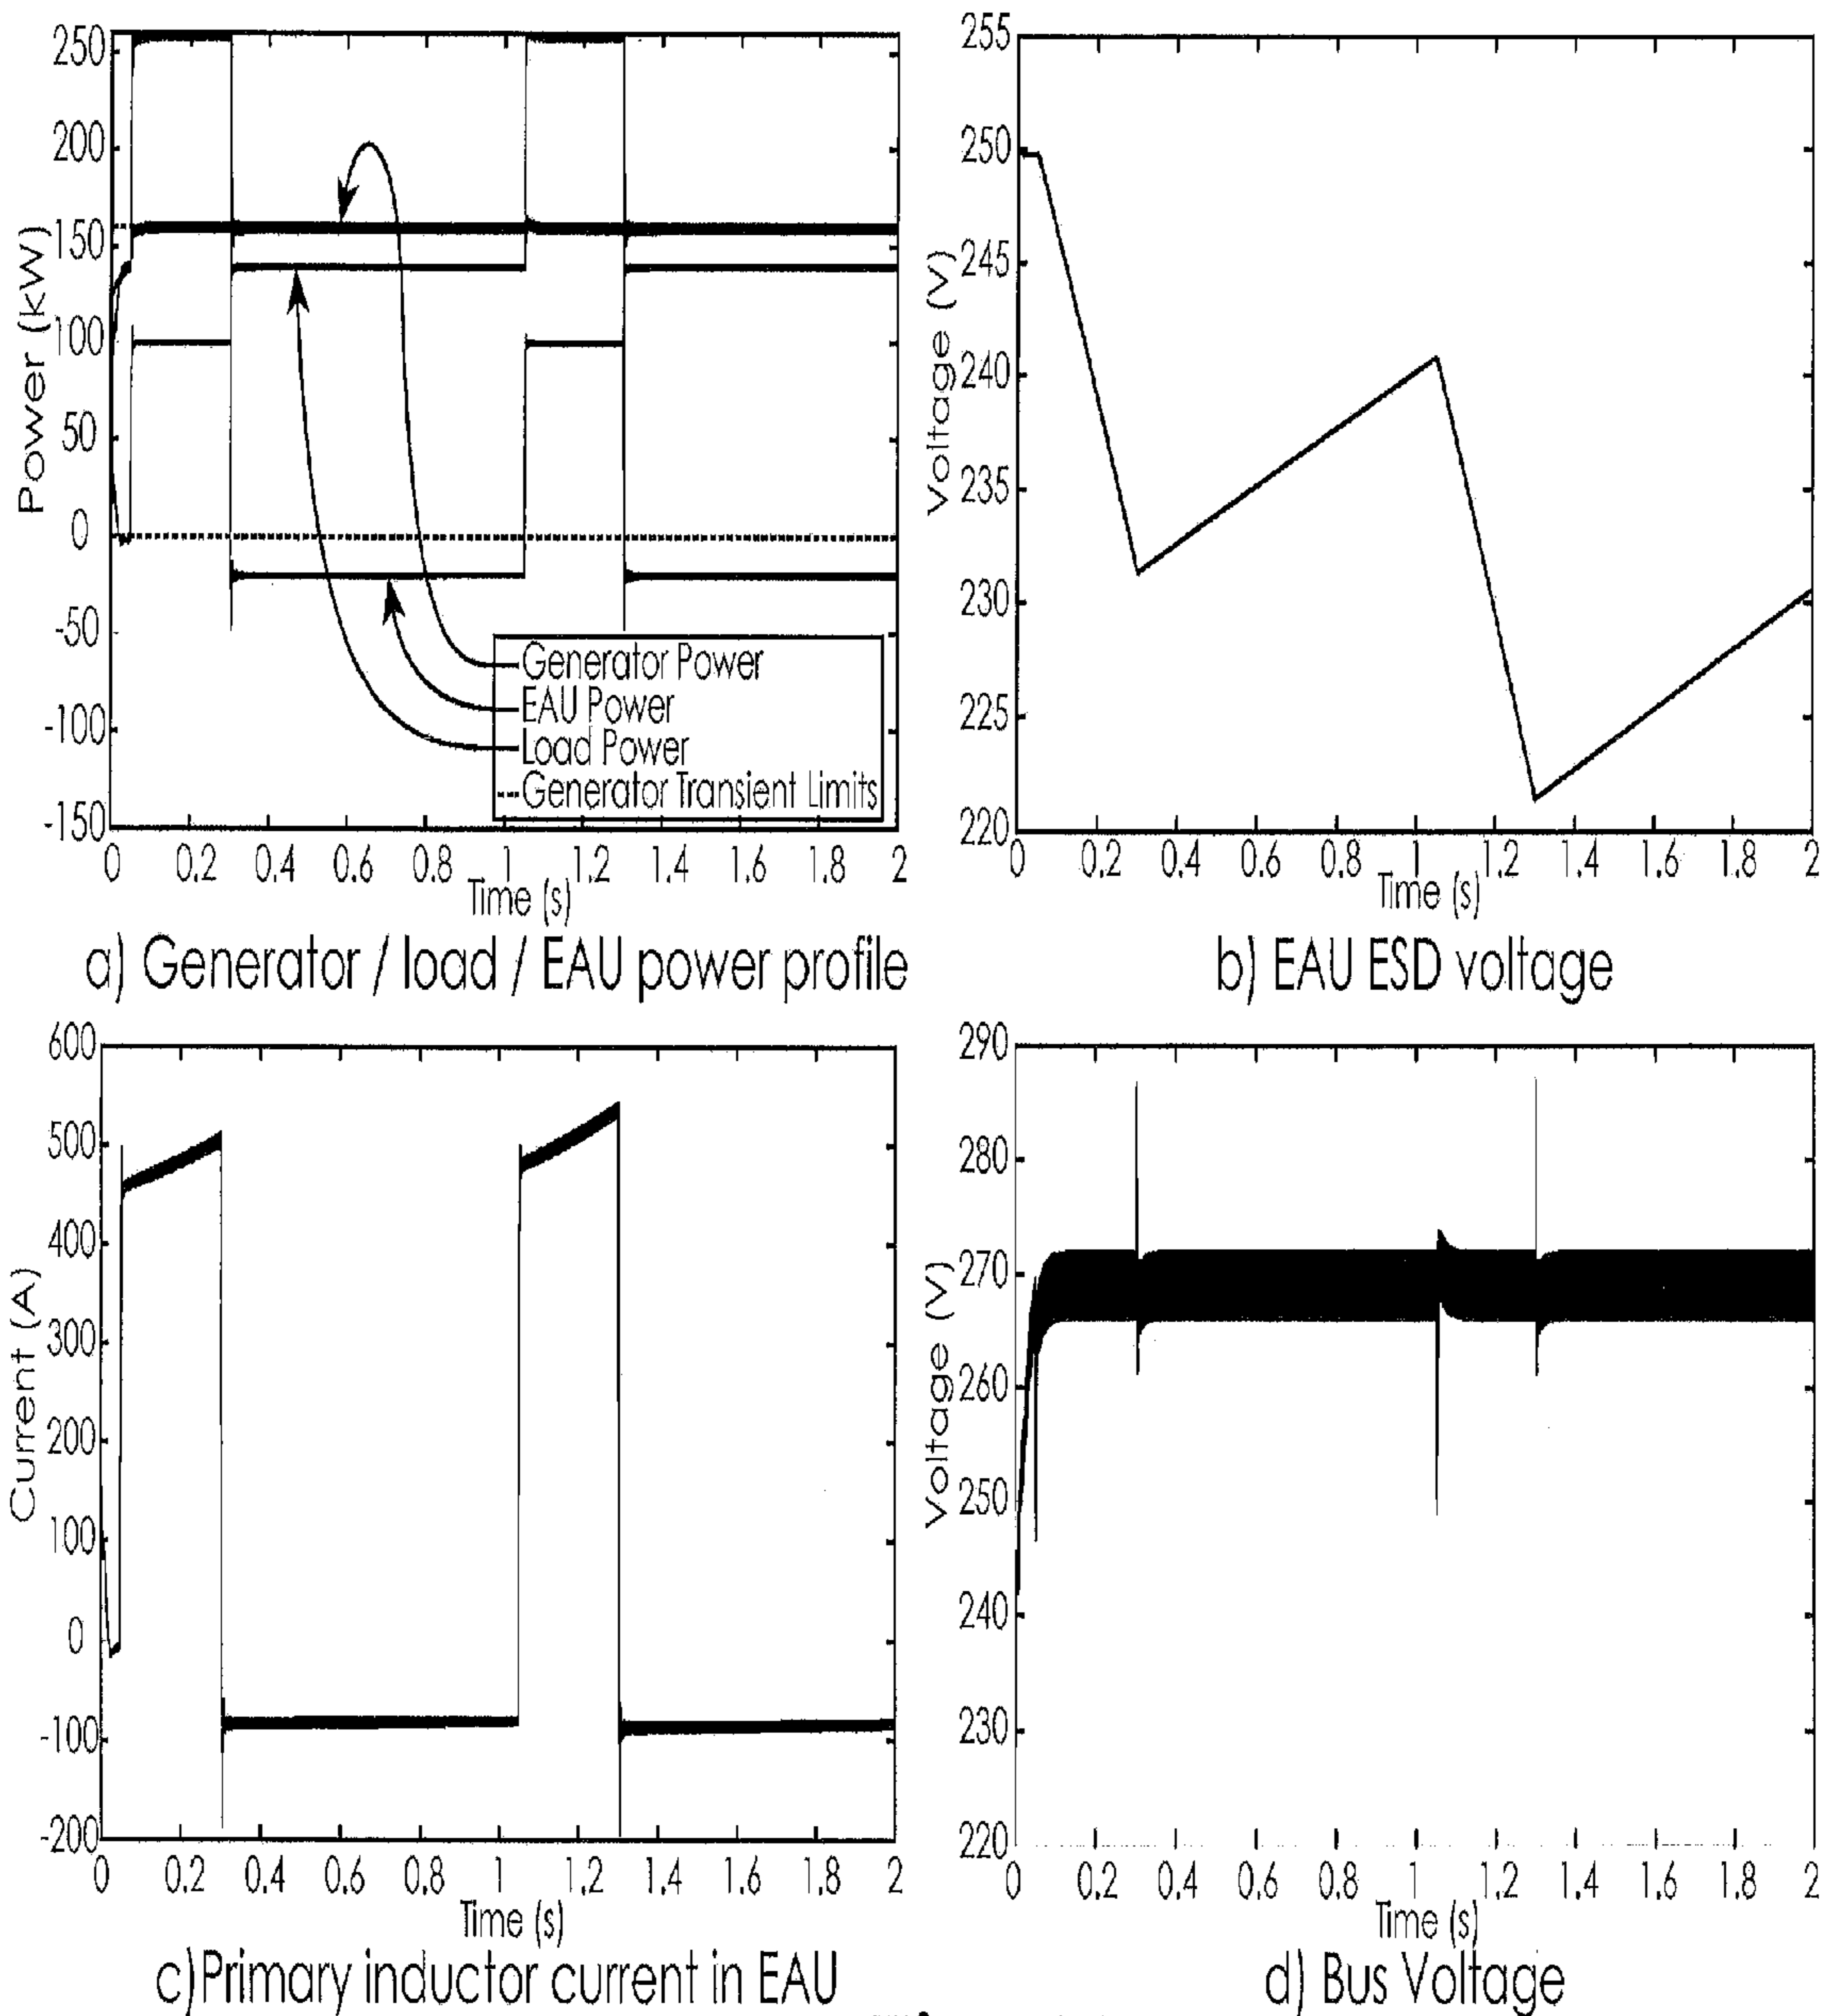 250
200
150
100
50
0
-50
-100
-150
Power (kW)
Generator Power
EAU Power
Load Power
Generator Transient Limits
0 0.2 0.4 0.6 0.8 1 1.2 1.4 1.6 1.8 2
Time (s)
a) Generator / load / EAU power profile
255
250
245
240
235
230
225
220
Voltage (V)
0 0.2 0.4 0.6 0.8 1 1.2 1.4 1.6 1.8 2
Time (s)
b) EAU ESD voltage
600
500
400
300
200
100
0
-100
-200
Current (A)
0 0.2 0.4 0.6 0.8 1 1.2 1.4 1.6 1.8 2
Time (s)
c)Primary inductor current in EAU
290
280
270
260
250
240
230
220
Voltage (V)
0 0.2 0.4 0.6 0.8 1 1.2 1.4 1.6 1.8 2
Time (s)
d) Bus Voltage